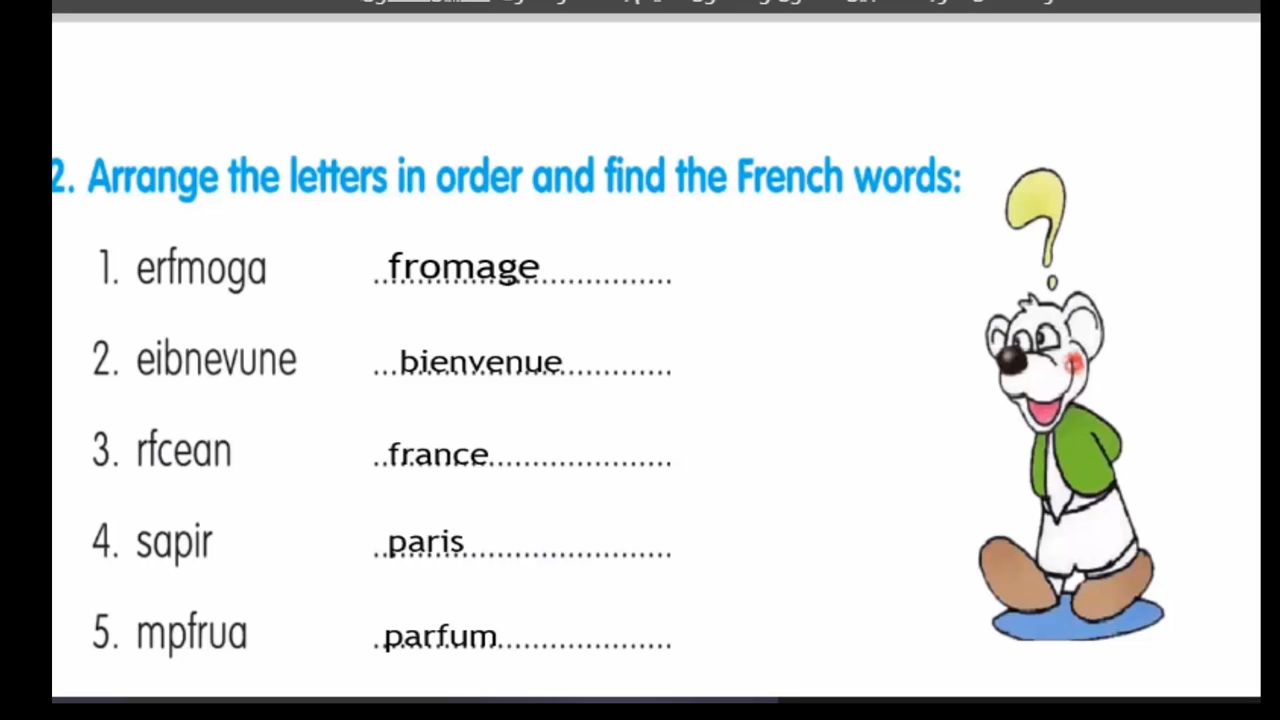 2. Arrange the letters in order and find the French words:
1. erfmoga ..fromage..............................
2. eibnevune ...bienvenue..............................
3. rfcean ..france..............................
4. sapir ..paris..............................
5. mpfrua .parfum..............................
?